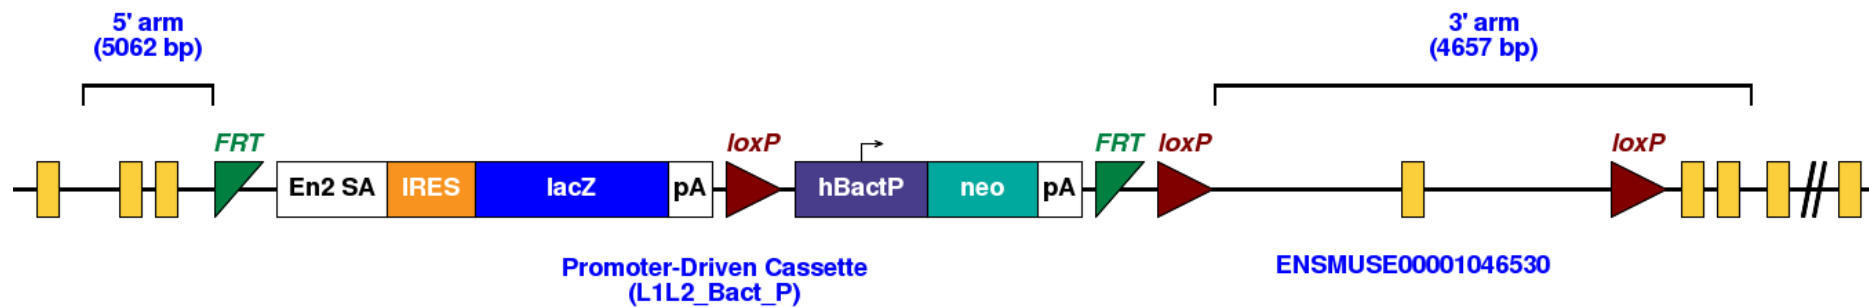 5' arm
(5062 bp)
3' arm
(4657 bp)
FRT
loxP
FRT
loxP
loxP
En2 SA
IRES
lacZ
pA
hBactP
neo
pA
Promoter-Driven Cassette
(L1L2_Bact_P)
ENSMUSE00001046530